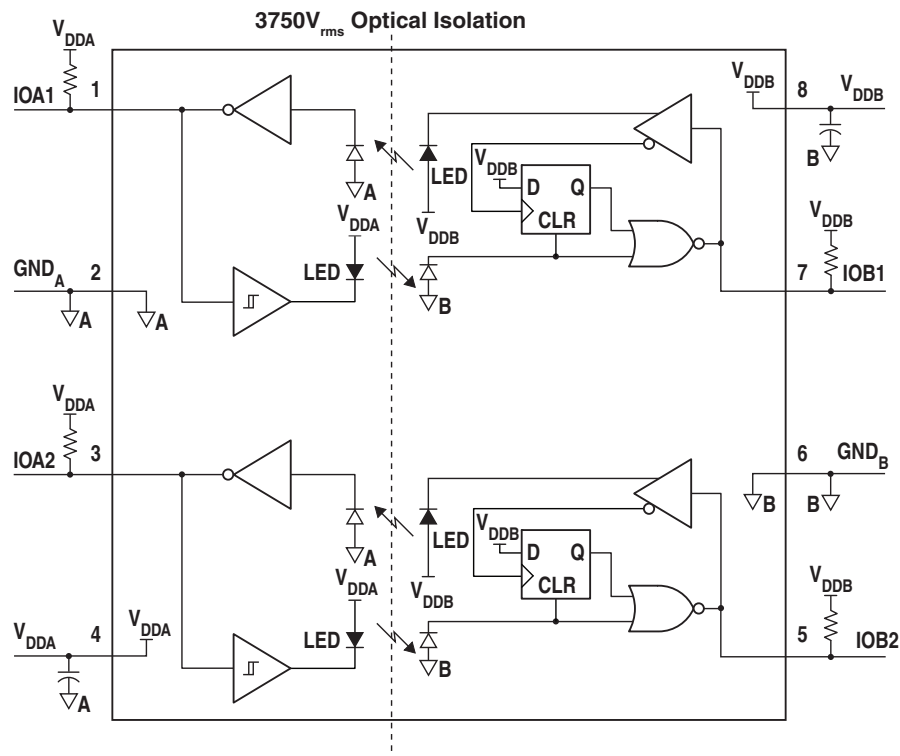 3750Vrms Optical Isolation
VDDA
IOA1
1
A
VDDA
LED
GNDA
2
A
A
LED
VDDB
VDDB
D
Q
CLR
B
VDDB
8
VDDB
B
VDDB
7
IOB1
VDDA
IOA2
3
A
VDDA
LED
VDDA
4
VDDA
A
LED
VDDB
VDDB
D
Q
CLR
B
6
GNDB
B
B
VDDB
5
IOB2